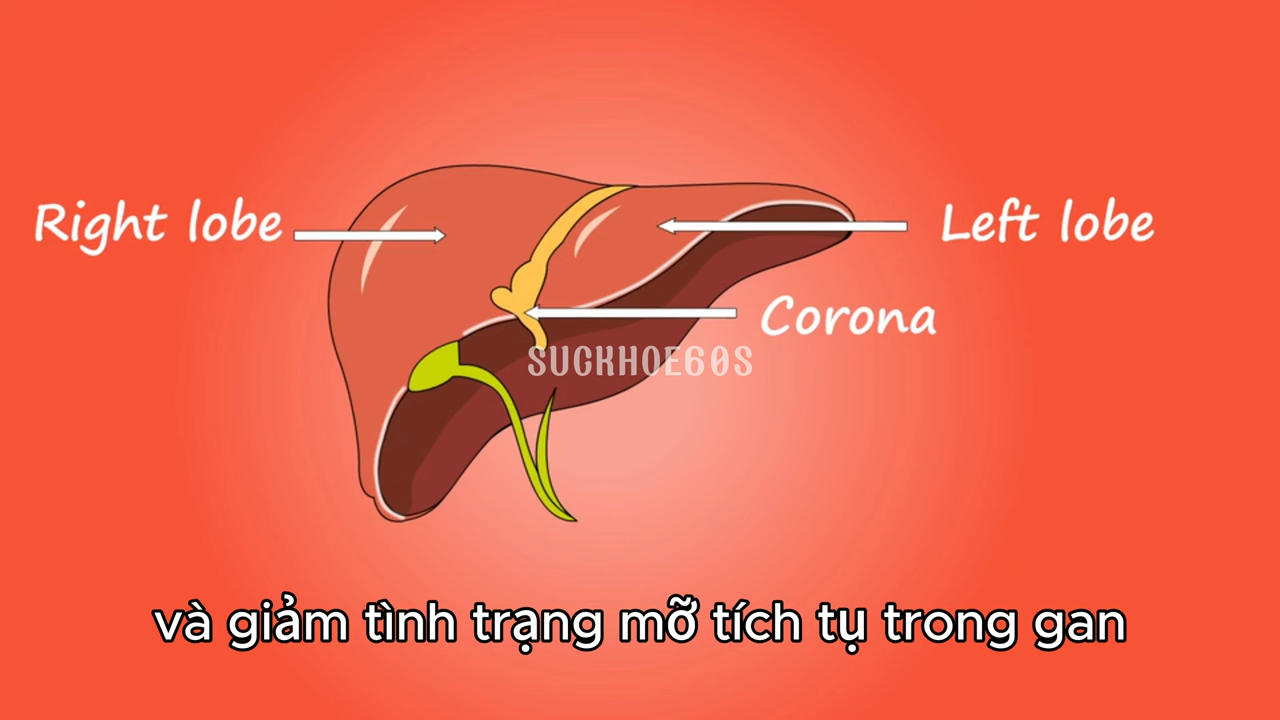 Right lobe
Left lobe
Corona
SUCKHOE60S
và giảm tình trạng mỡ tích tụ trong gan